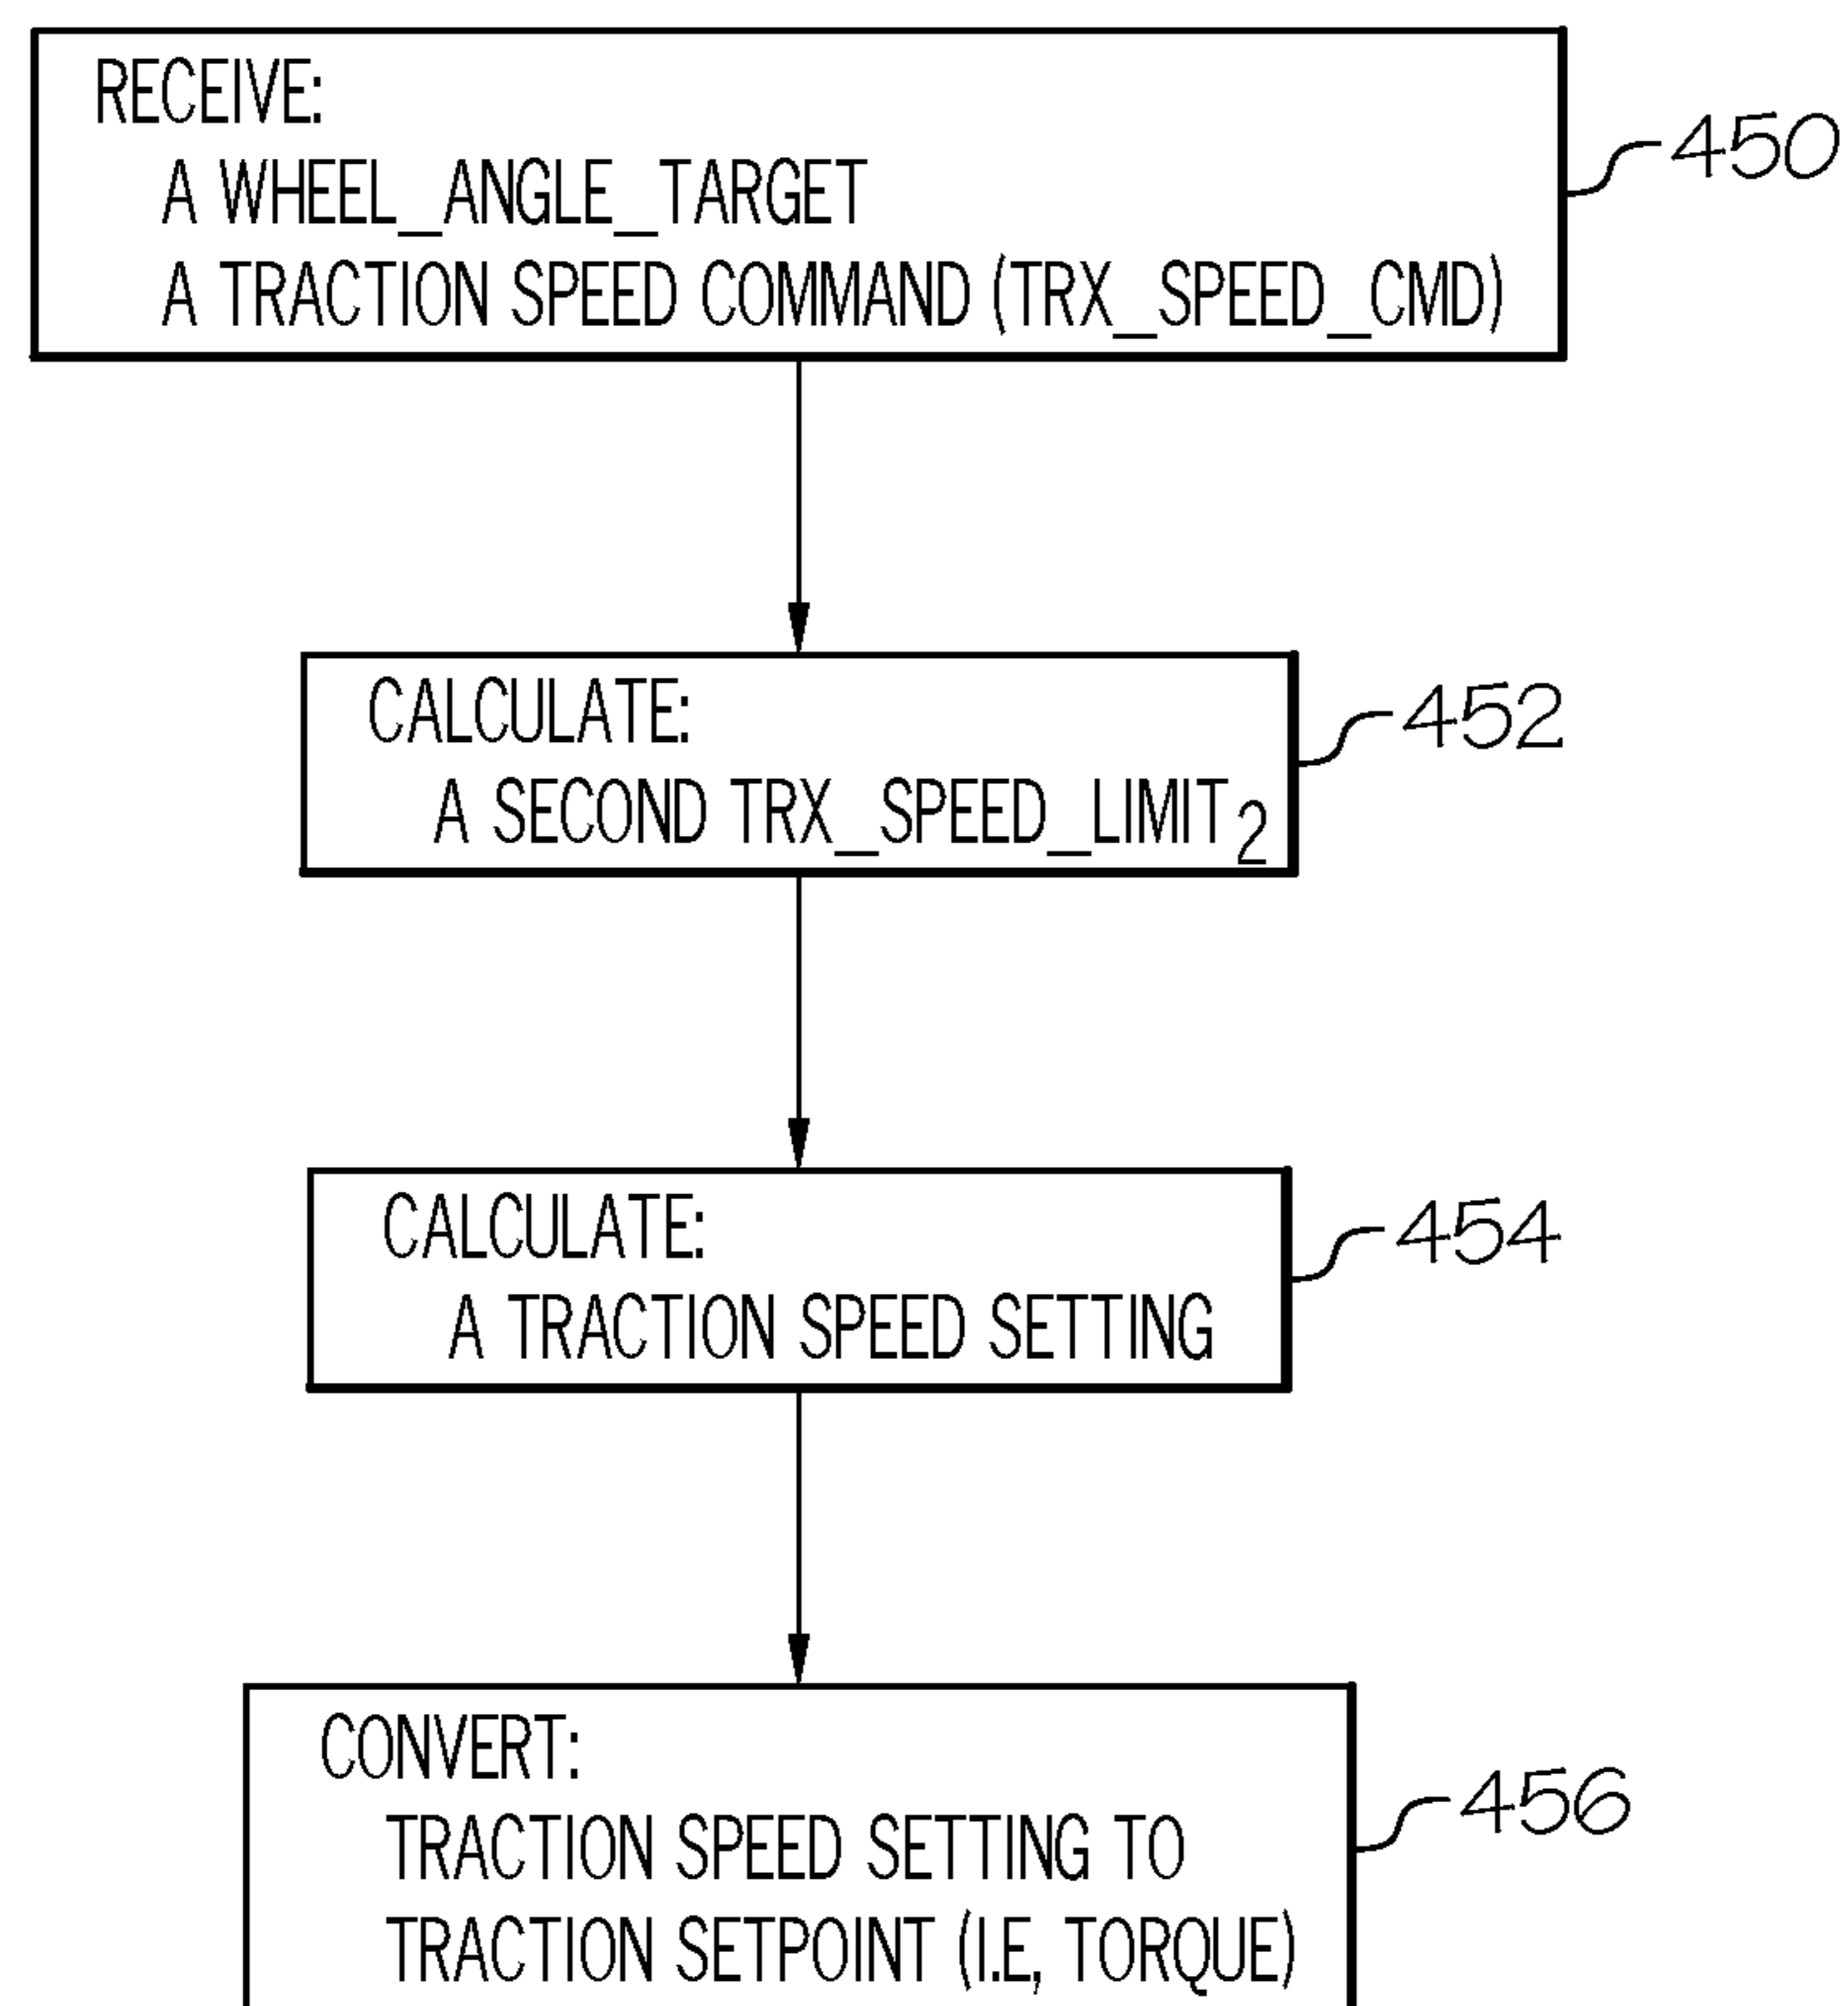 RECEIVE:
A WHEEL_ANGLE_TARGET
A TRACTION SPEED COMMAND (TRX_SPEED_CMD)
450
CALCULATE:
A SECOND TRX_SPEED_LIMIT2
452
CALCULATE:
A TRACTION SPEED SETTING
454
CONVERT:
TRACTION SPEED SETTING TO
TRACTION SETPOINT (I.E, TORQUE)
456